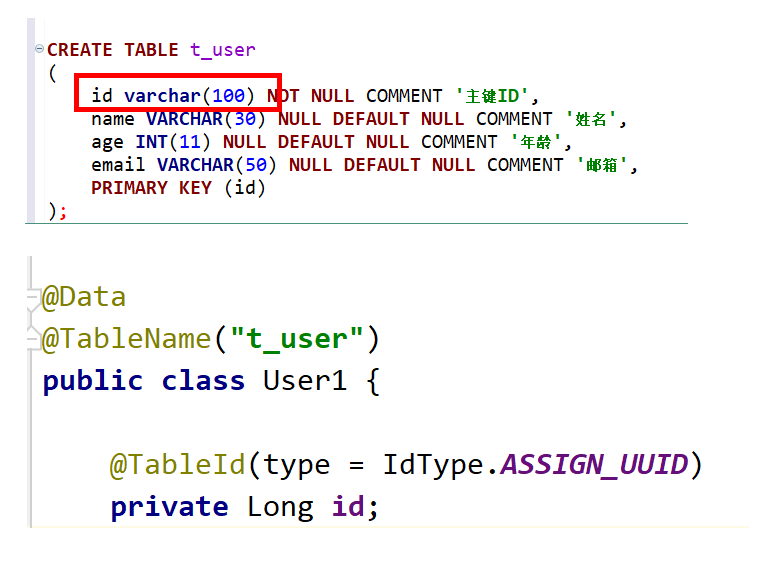 CREATE TABLE t_user
(
id varchar(100) NOT NULL COMMENT '主键ID',
name VARCHAR(30) NULL DEFAULT NULL COMMENT '姓名',
age INT(11) NULL DEFAULT NULL COMMENT '年龄',
email VARCHAR(50) NULL DEFAULT NULL COMMENT '邮箱',
PRIMARY KEY (id)
);
@Data
@TableName("t_user")
public class User1 {
@TableId(type = IdType.ASSIGN_UUID)
private Long id;